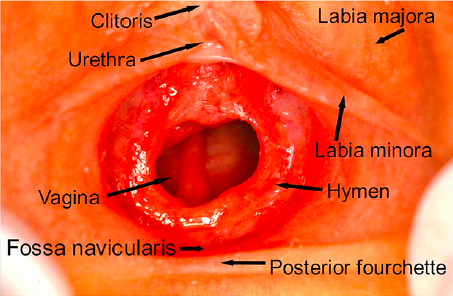 Clitoris
Labia majora
Urethra
Labia minora
Vagina
Hymen
Fossa navicularis
Posterior fourchette